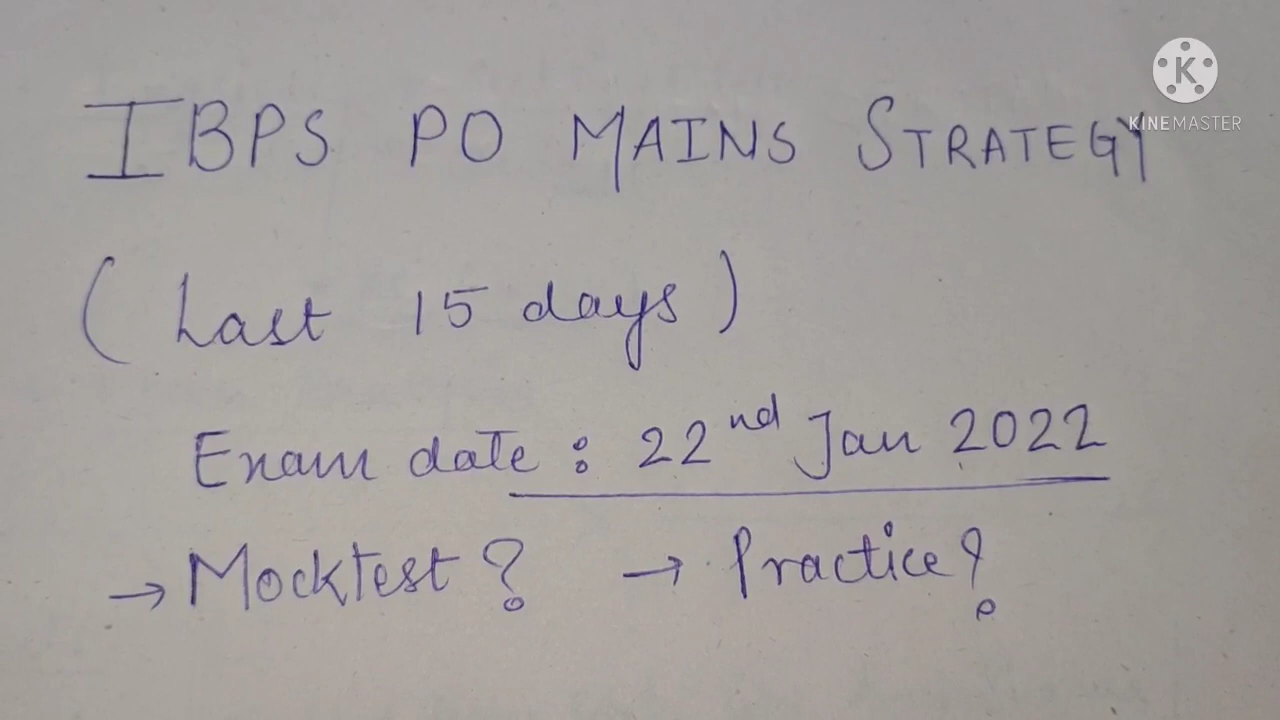 K
KINEMASTER
IBPS PO MAINS STRATEGY
(Last 15 days)
Exam date : 22nd Jan 2022
→ Mocktest? → Practice?